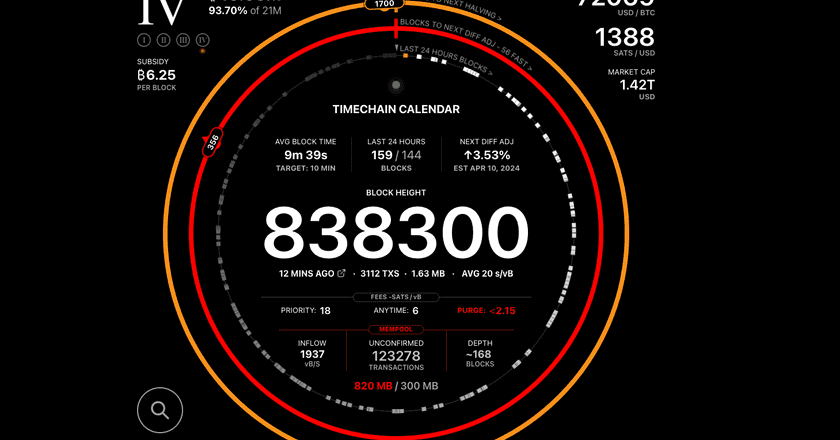 IV
93.70% of 21M
I II III IV
SUBSIDY
₿6.25
PER BLOCK
1700
NEXT HALVING >
BLOCKS TO NEXT DIFF ADJ - 56 FAST >
LAST 24 HOURS BLOCKS >
USD / BTC
1388
SATS / USD
MARKET CAP
1.42T
USD
356
TIMECHAIN CALENDAR
AVG BLOCK TIME
9m 39s
TARGET: 10 MIN
LAST 24 HOURS
159 / 144
BLOCKS
NEXT DIFF ADJ
↑3.53%
EST APR 10, 2024
BLOCK HEIGHT
838300
12 MINS AGO · 3112 TXS · 1.63 MB · AVG 20 s/vB
FEES - SATS / vB
PRIORITY: 18
ANYTIME: 6
PURGE: <2.15
MEMPOOL
INFLOW
1937
vB/S
UNCONFIRMED
123278
TRANSACTIONS
DEPTH
~168
BLOCKS
820 MB / 300 MB